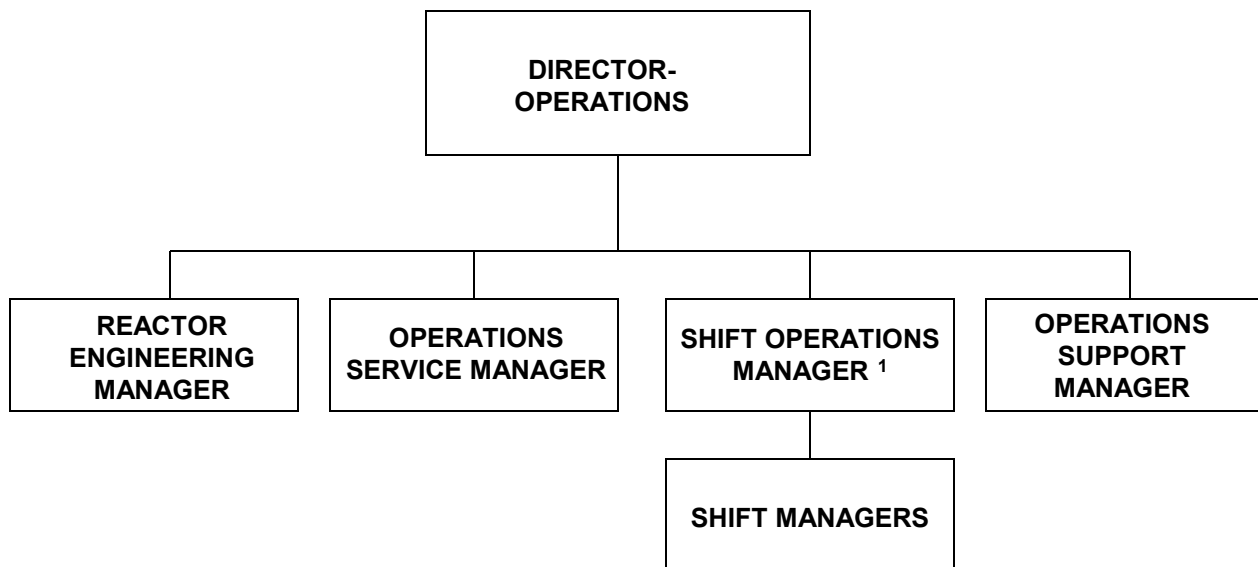 DIRECTOR-
OPERATIONS
REACTOR
ENGINEERING
MANAGER
OPERATIONS
SERVICE MANAGER
SHIFT OPERATIONS
MANAGER ¹
OPERATIONS
SUPPORT
MANAGER
SHIFT MANAGERS